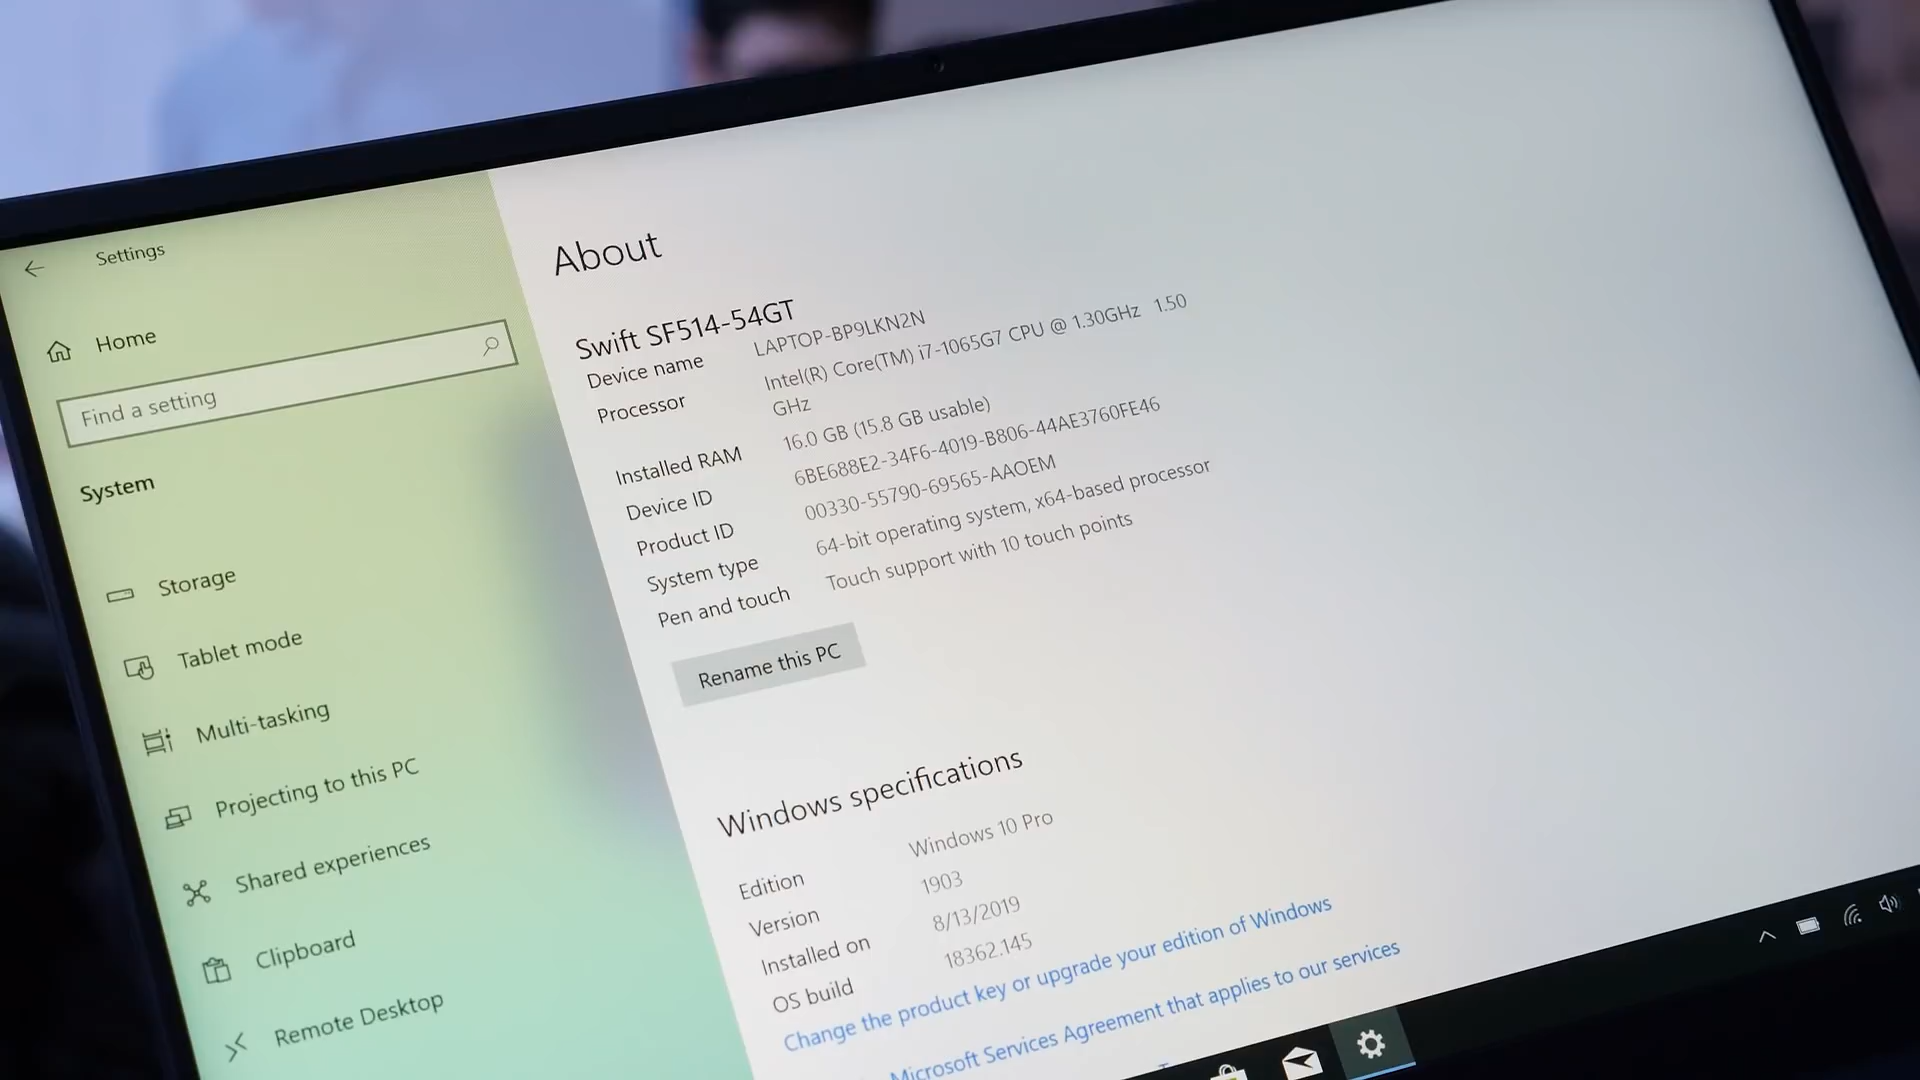 Settings
Home
Find a setting
System
Storage
Tablet mode
Multi-tasking
Projecting to this PC
Shared experiences
Clipboard
Remote Desktop
About
Swift SF514-54GT
Device name LAPTOP-BP9LKN2N
Processor Intel(R) Core(TM) i7-1065G7 CPU @ 1.30GHz 1.50
GHz
Installed RAM 16.0 GB (15.8 GB usable)
Device ID 6BE688E2-34F6-4019-B806-44AE3760FE46
Product ID 00330-55790-69565-AAOEM
System type 64-bit operating system, x64-based processor
Pen and touch Touch support with 10 touch points
Rename this PC
Windows specifications
Edition Windows 10 Pro
Version 1903
Installed on 8/13/2019
OS build 18362.145
Change the product key or upgrade your edition of Windows
Microsoft Services Agreement that applies to our services